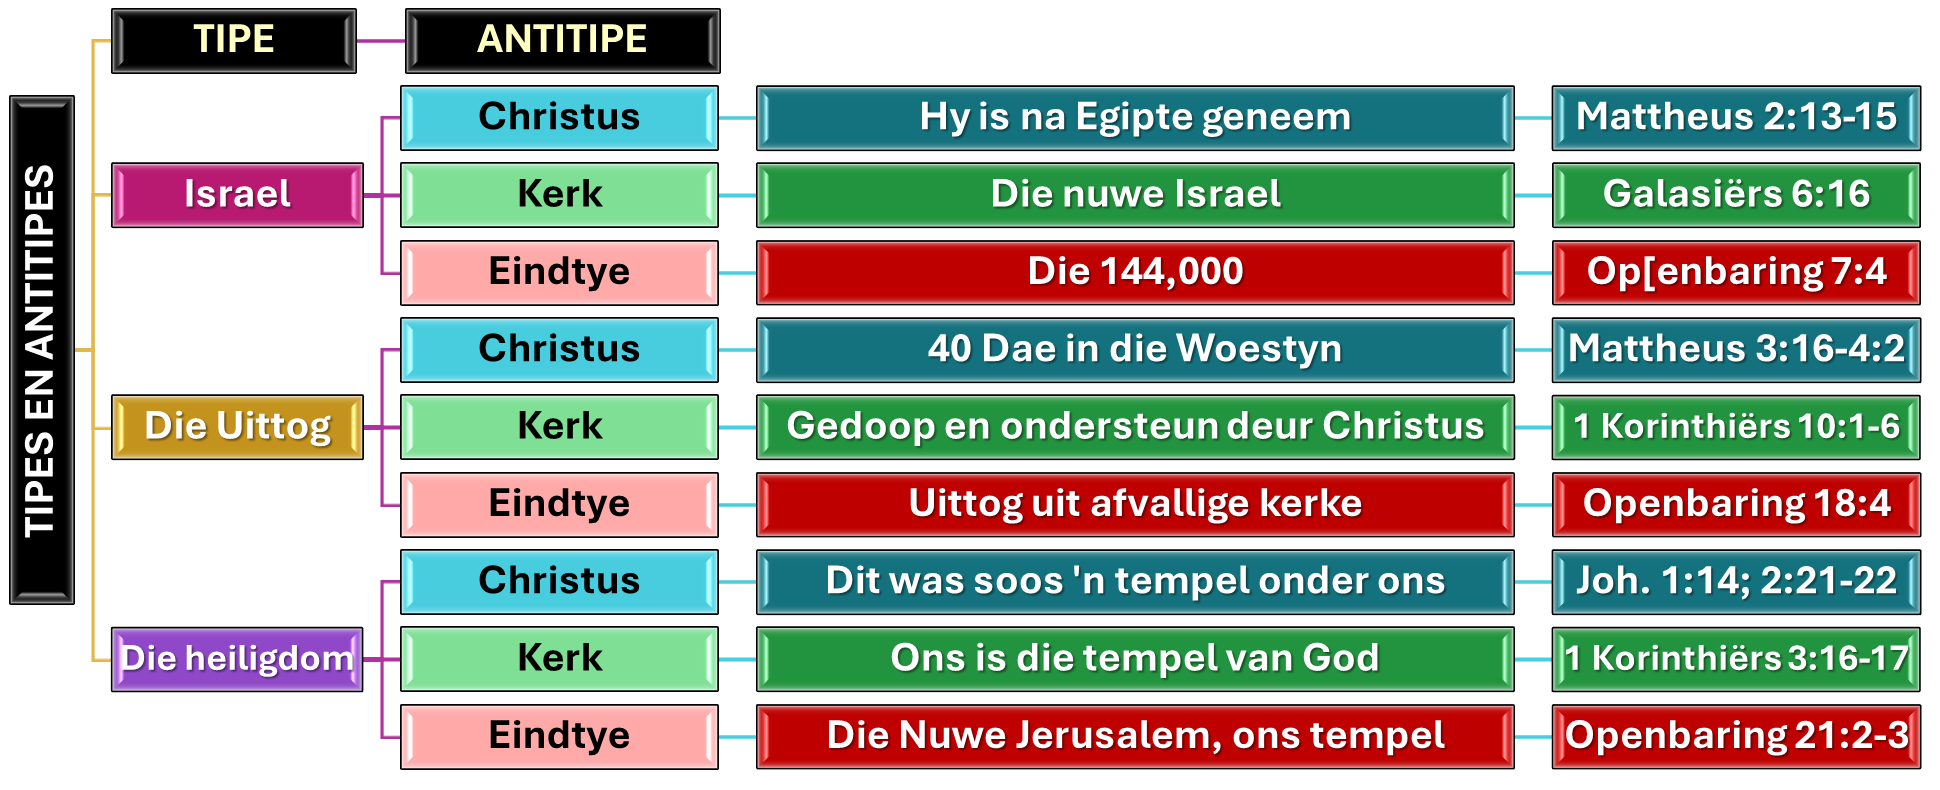 TIPES EN ANTITIPES
TIPE
ANTITIPE
Israel
Christus
Hy is na Egipte geneem
Mattheus 2:13-15
Kerk
Die nuwe Israel
Galasiërs 6:16
Eindtye
Die 144,000
Op[enbaring 7:4
Die Uittog
Christus
40 Dae in die Woestyn
Mattheus 3:16-4:2
Kerk
Gedoop en ondersteun deur Christus
1 Korinthiërs 10:1-6
Eindtye
Uittog uit afvallige kerke
Openbaring 18:4
Die heiligdom
Christus
Dit was soos 'n tempel onder ons
Joh. 1:14; 2:21-22
Kerk
Ons is die tempel van God
1 Korinthiërs 3:16-17
Eindtye
Die Nuwe Jerusalem, ons tempel
Openbaring 21:2-3